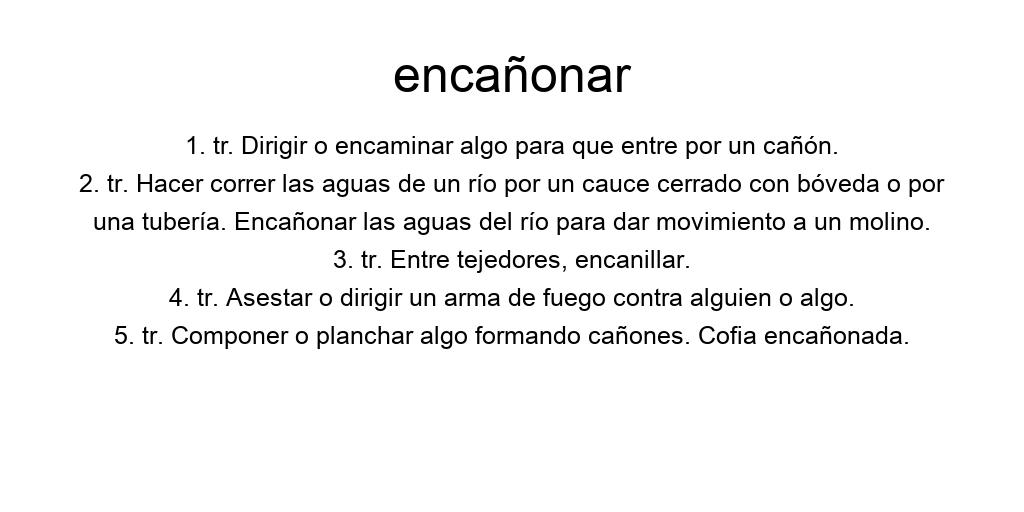 encañonar
1. tr. Dirigir o encaminar algo para que entre por un cañón.
2. tr. Hacer correr las aguas de un río por un cauce cerrado con bóveda o por
una tubería. Encañonar las aguas del río para dar movimiento a un molino.
3. tr. Entre tejedores, encanillar.
4. tr. Asestar o dirigir un arma de fuego contra alguien o algo.
5. tr. Componer o planchar algo formando cañones. Cofia encañonada.